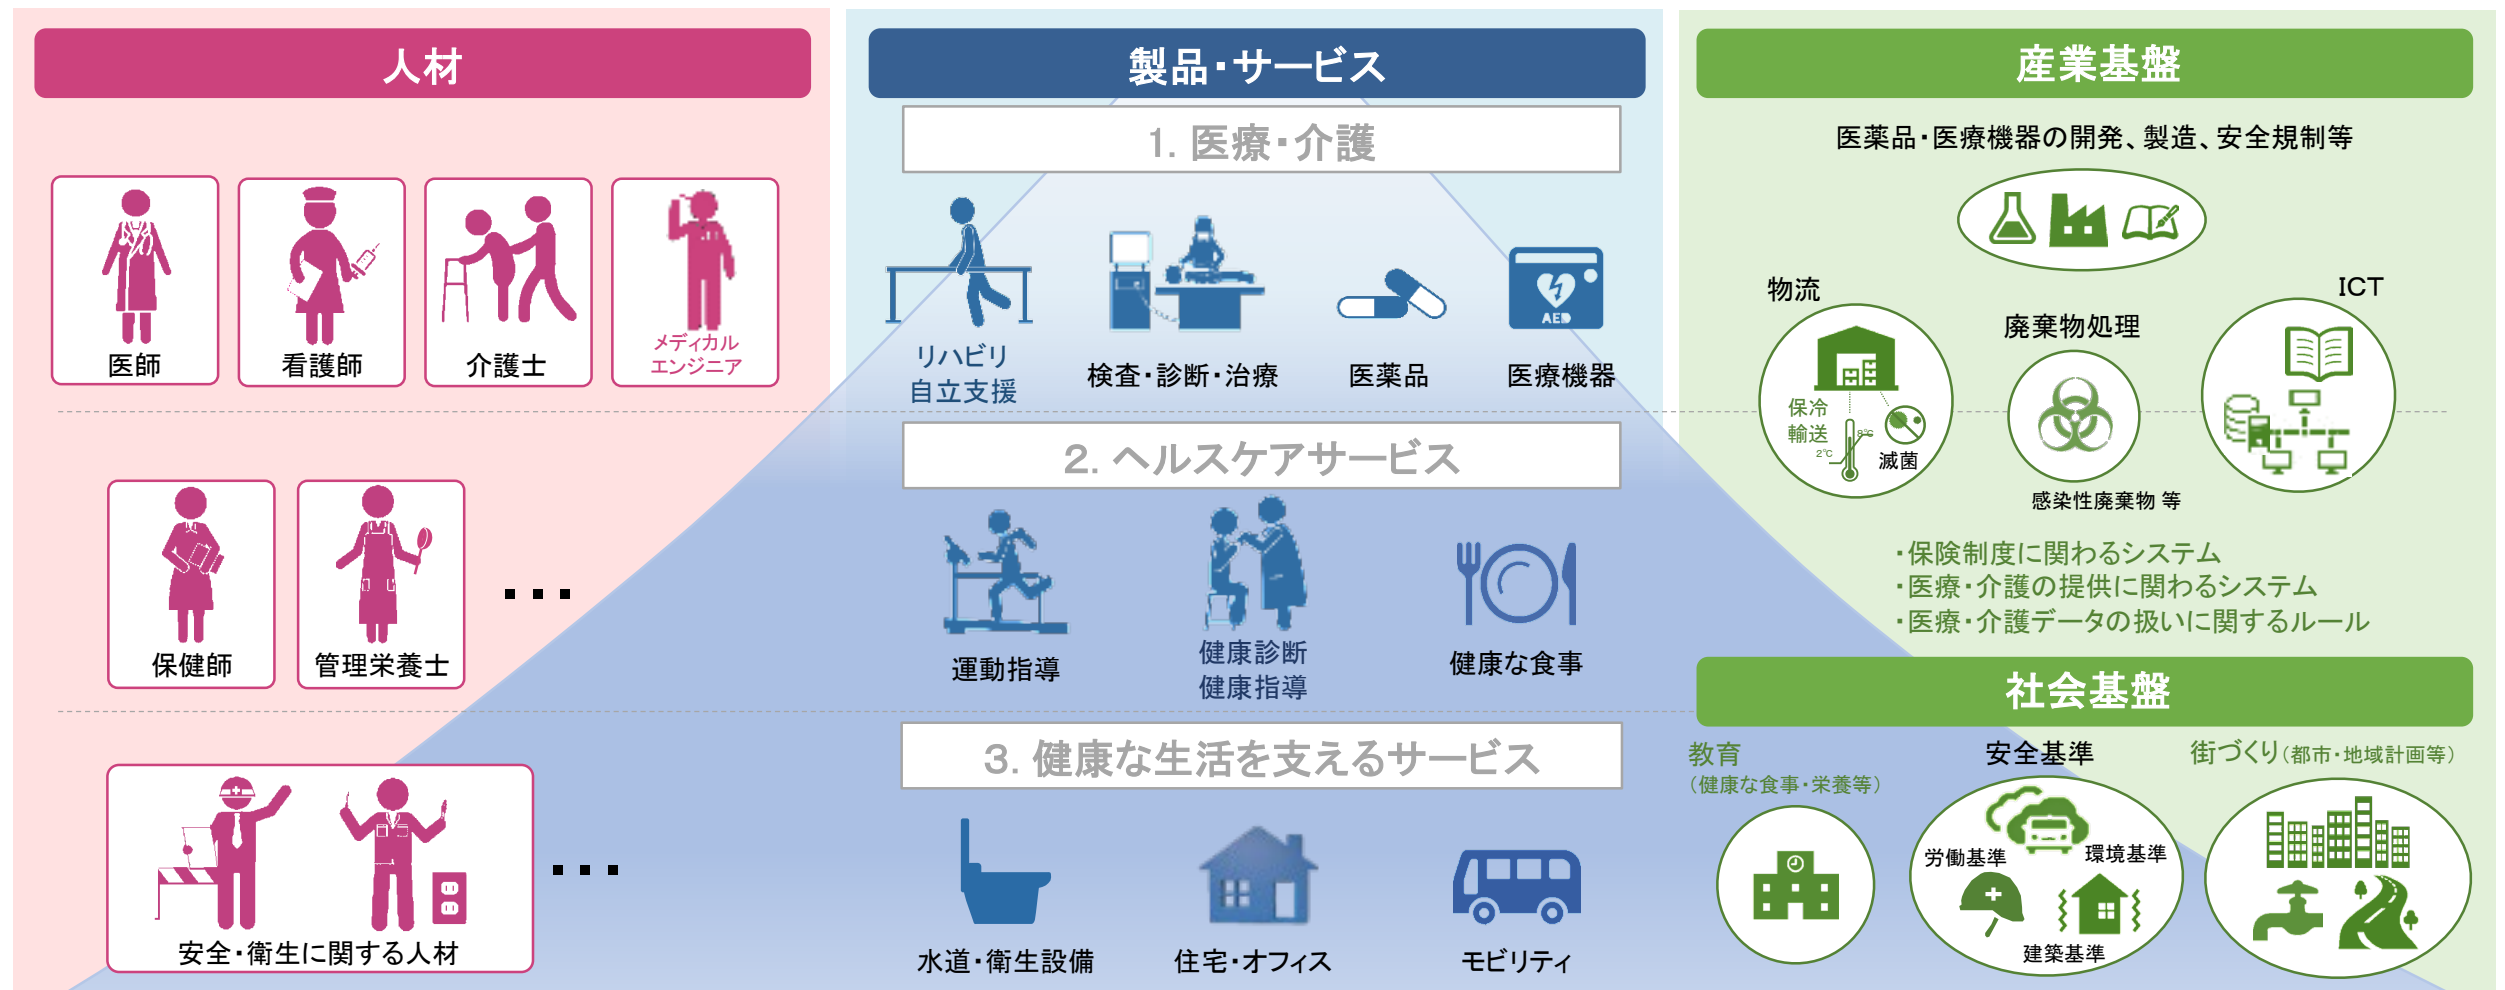 人材
医師
看護師
介護士
メディカル
エンジニア
保健師
管理栄養士
・・・
安全・衛生に関する人材
・・・
製品・サービス
1. 医療・介護
AED
リハビリ
自立支援
検査・診断・治療
医薬品
医療機器
2. ヘルスケアサービス
運動指導
健康診断
健康指導
健康な食事
3. 健康な生活を支えるサービス
水道・衛生設備
住宅・オフィス
モビリティ
産業基盤
医薬品・医療機器の開発、製造、安全規制等
物流
保冷
輸送
8℃
2℃
滅菌
廃棄物処理
感染性廃棄物 等
ICT
・保険制度に関わるシステム
・医療・介護の提供に関わるシステム
・医療・介護データの扱いに関するルール
社会基盤
教育
（健康な食事・栄養等）
安全基準
労働基準
環境基準
建築基準
街づくり（都市・地域計画等）